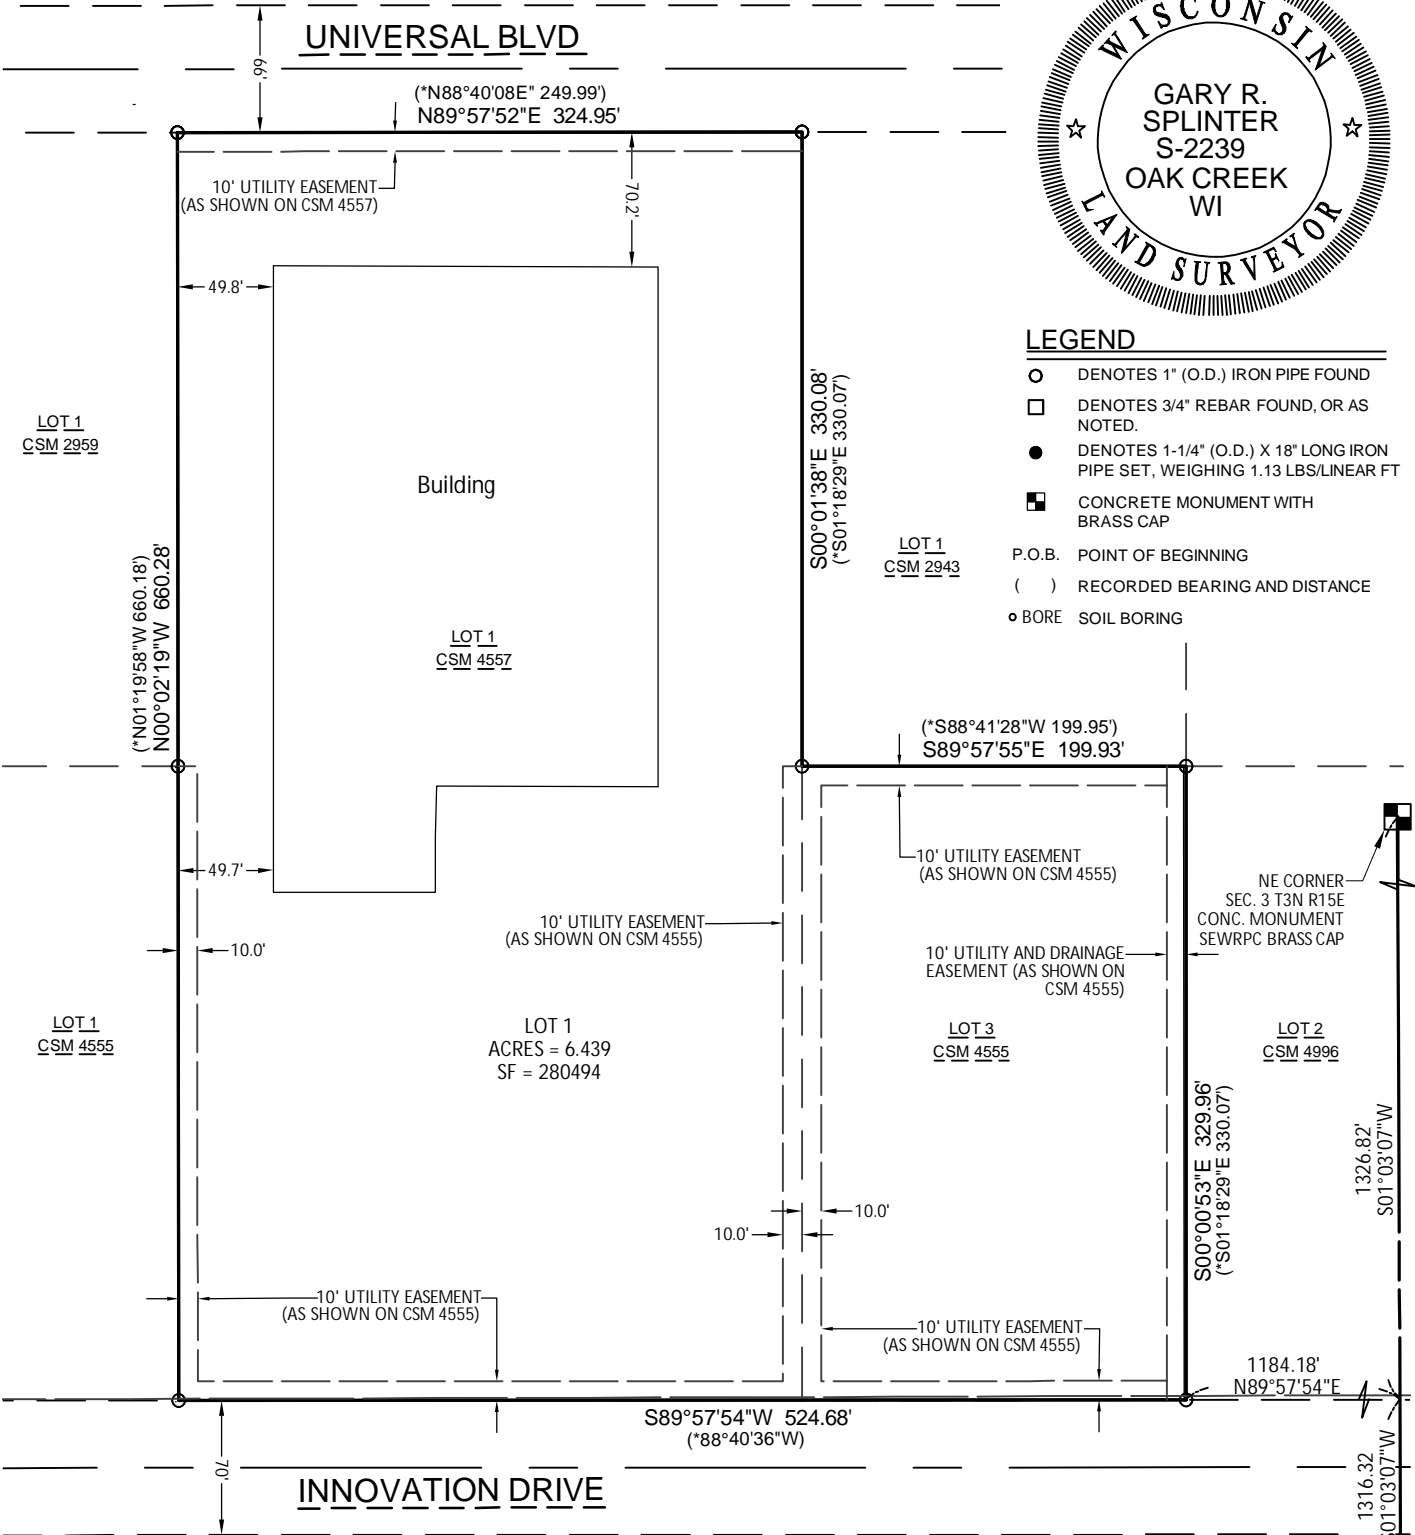 UNIVERSAL BLVD
66'
(*N88°40'08E" 249.99')
N89°57'52"E 324.95'
10' UTILITY EASEMENT
(AS SHOWN ON CSM 4557)
70.2'
49.8'
WISCONSIN
GARY R.
SPLINTER
S-2239
OAK CREEK
WI
LAND SURVEYOR
LEGEND
DENOTES 1" (O.D.) IRON PIPE FOUND
DENOTES 3/4" REBAR FOUND, OR AS
NOTED.
DENOTES 1-1/4" (O.D.) X 18" LONG IRON
PIPE SET, WEIGHING 1.13 LBS/LINEAR FT
CONCRETE MONUMENT WITH
BRASS CAP
P.O.B. POINT OF BEGINNING
( ) RECORDED BEARING AND DISTANCE
BORE SOIL BORING
LOT 1
CSM 2959
Building
S00°01'38"E 330.08'
(*S01°18'29"E 330.07')
LOT 1
CSM 2943
LOT 1
CSM 4557
(*N01°19'58"W 660.18')
N00°02'19"W 660.28'
(*S88°41'28"W 199.95')
S89°57'55"E 199.93'
49.7'
10' UTILITY EASEMENT
(AS SHOWN ON CSM 4555)
NE CORNER
SEC. 3 T3N R15E
CONC. MONUMENT
SEWRPC BRASS CAP
10' UTILITY EASEMENT
(AS SHOWN ON CSM 4555)
10.0'
10' UTILITY AND DRAINAGE
EASEMENT (AS SHOWN ON
CSM 4555)
LOT 1
CSM 4555
LOT 1
ACRES = 6.439
SF = 280494
LOT 3
CSM 4555
LOT 2
CSM 4996
S00°00'53"E 329.96'
(*S01°18'29"E 330.07')
1326.82'
S01°03'07"W
10.0'
10.0'
10' UTILITY EASEMENT
(AS SHOWN ON CSM 4555)
10' UTILITY EASEMENT
(AS SHOWN ON CSM 4555)
1184.18'
N89°57'54"E
S89°57'54"W 524.68'
(*88°40'36"W)
70'
INNOVATION DRIVE
1316.32
S01°03'07"W